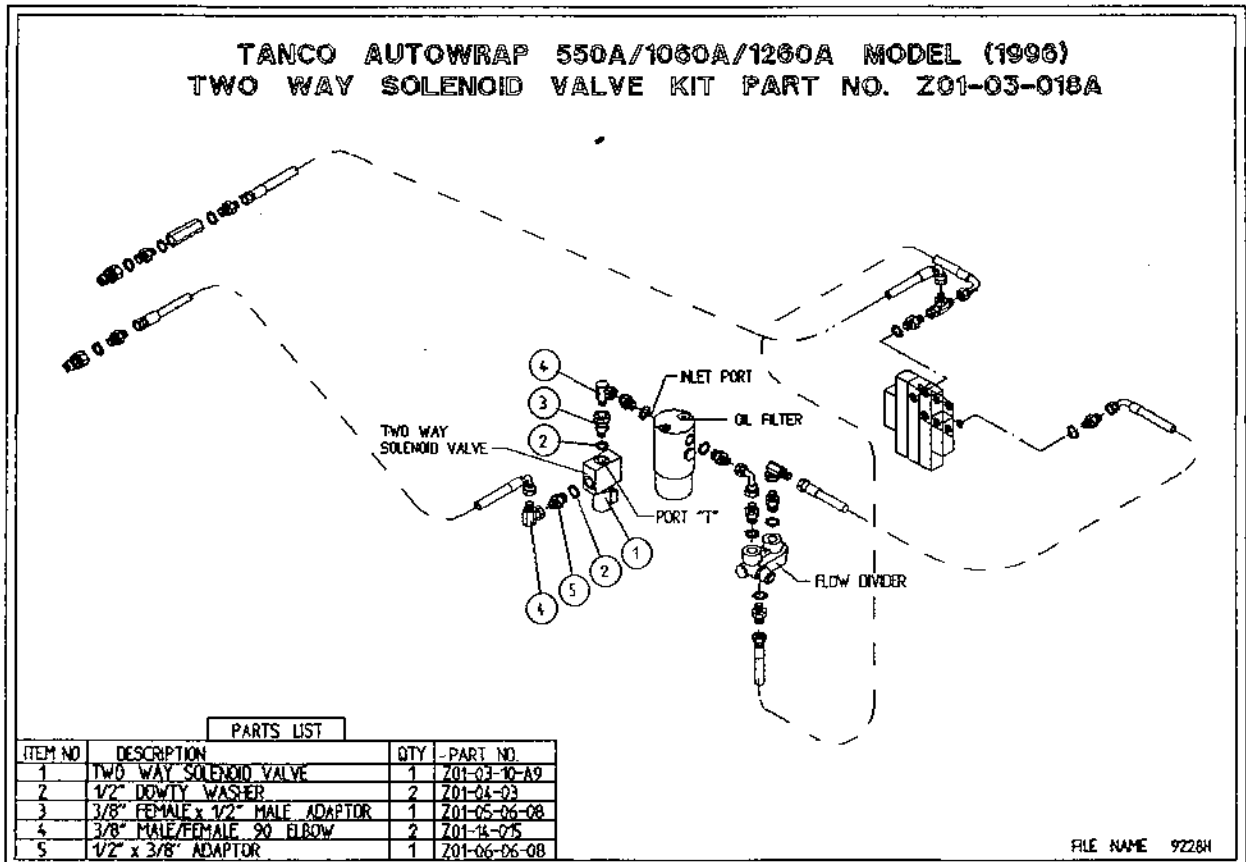 TANCO AUTOWRAP 550A/1060A/1260A MODEL (1996)
TWO WAY SOLENOID VALVE KIT PART NO. Z01-03-018A
4
INLET PORT
3
OIL FILTER
TWO WAY
SOLENOID VALVE
2
PORT "T"
1
2
5
4
FLOW DIVIDER
PARTS LIST
ITEM NO DESCRIPTION QTY PART NO.
1 TWO WAY SOLENOID VALVE 1 Z01-03-10-A9
2 1/2" DOWTY WASHER 2 Z01-04-03
3 3/8" FEMALE x 1/2" MALE ADAPTOR 1 Z01-05-06-08
4 3/8" MALE/FEMALE 90 ELBOW 2 Z01-14-015
5 1/2" x 3/8" ADAPTOR 1 Z01-06-06-08
FILE NAME 9228H